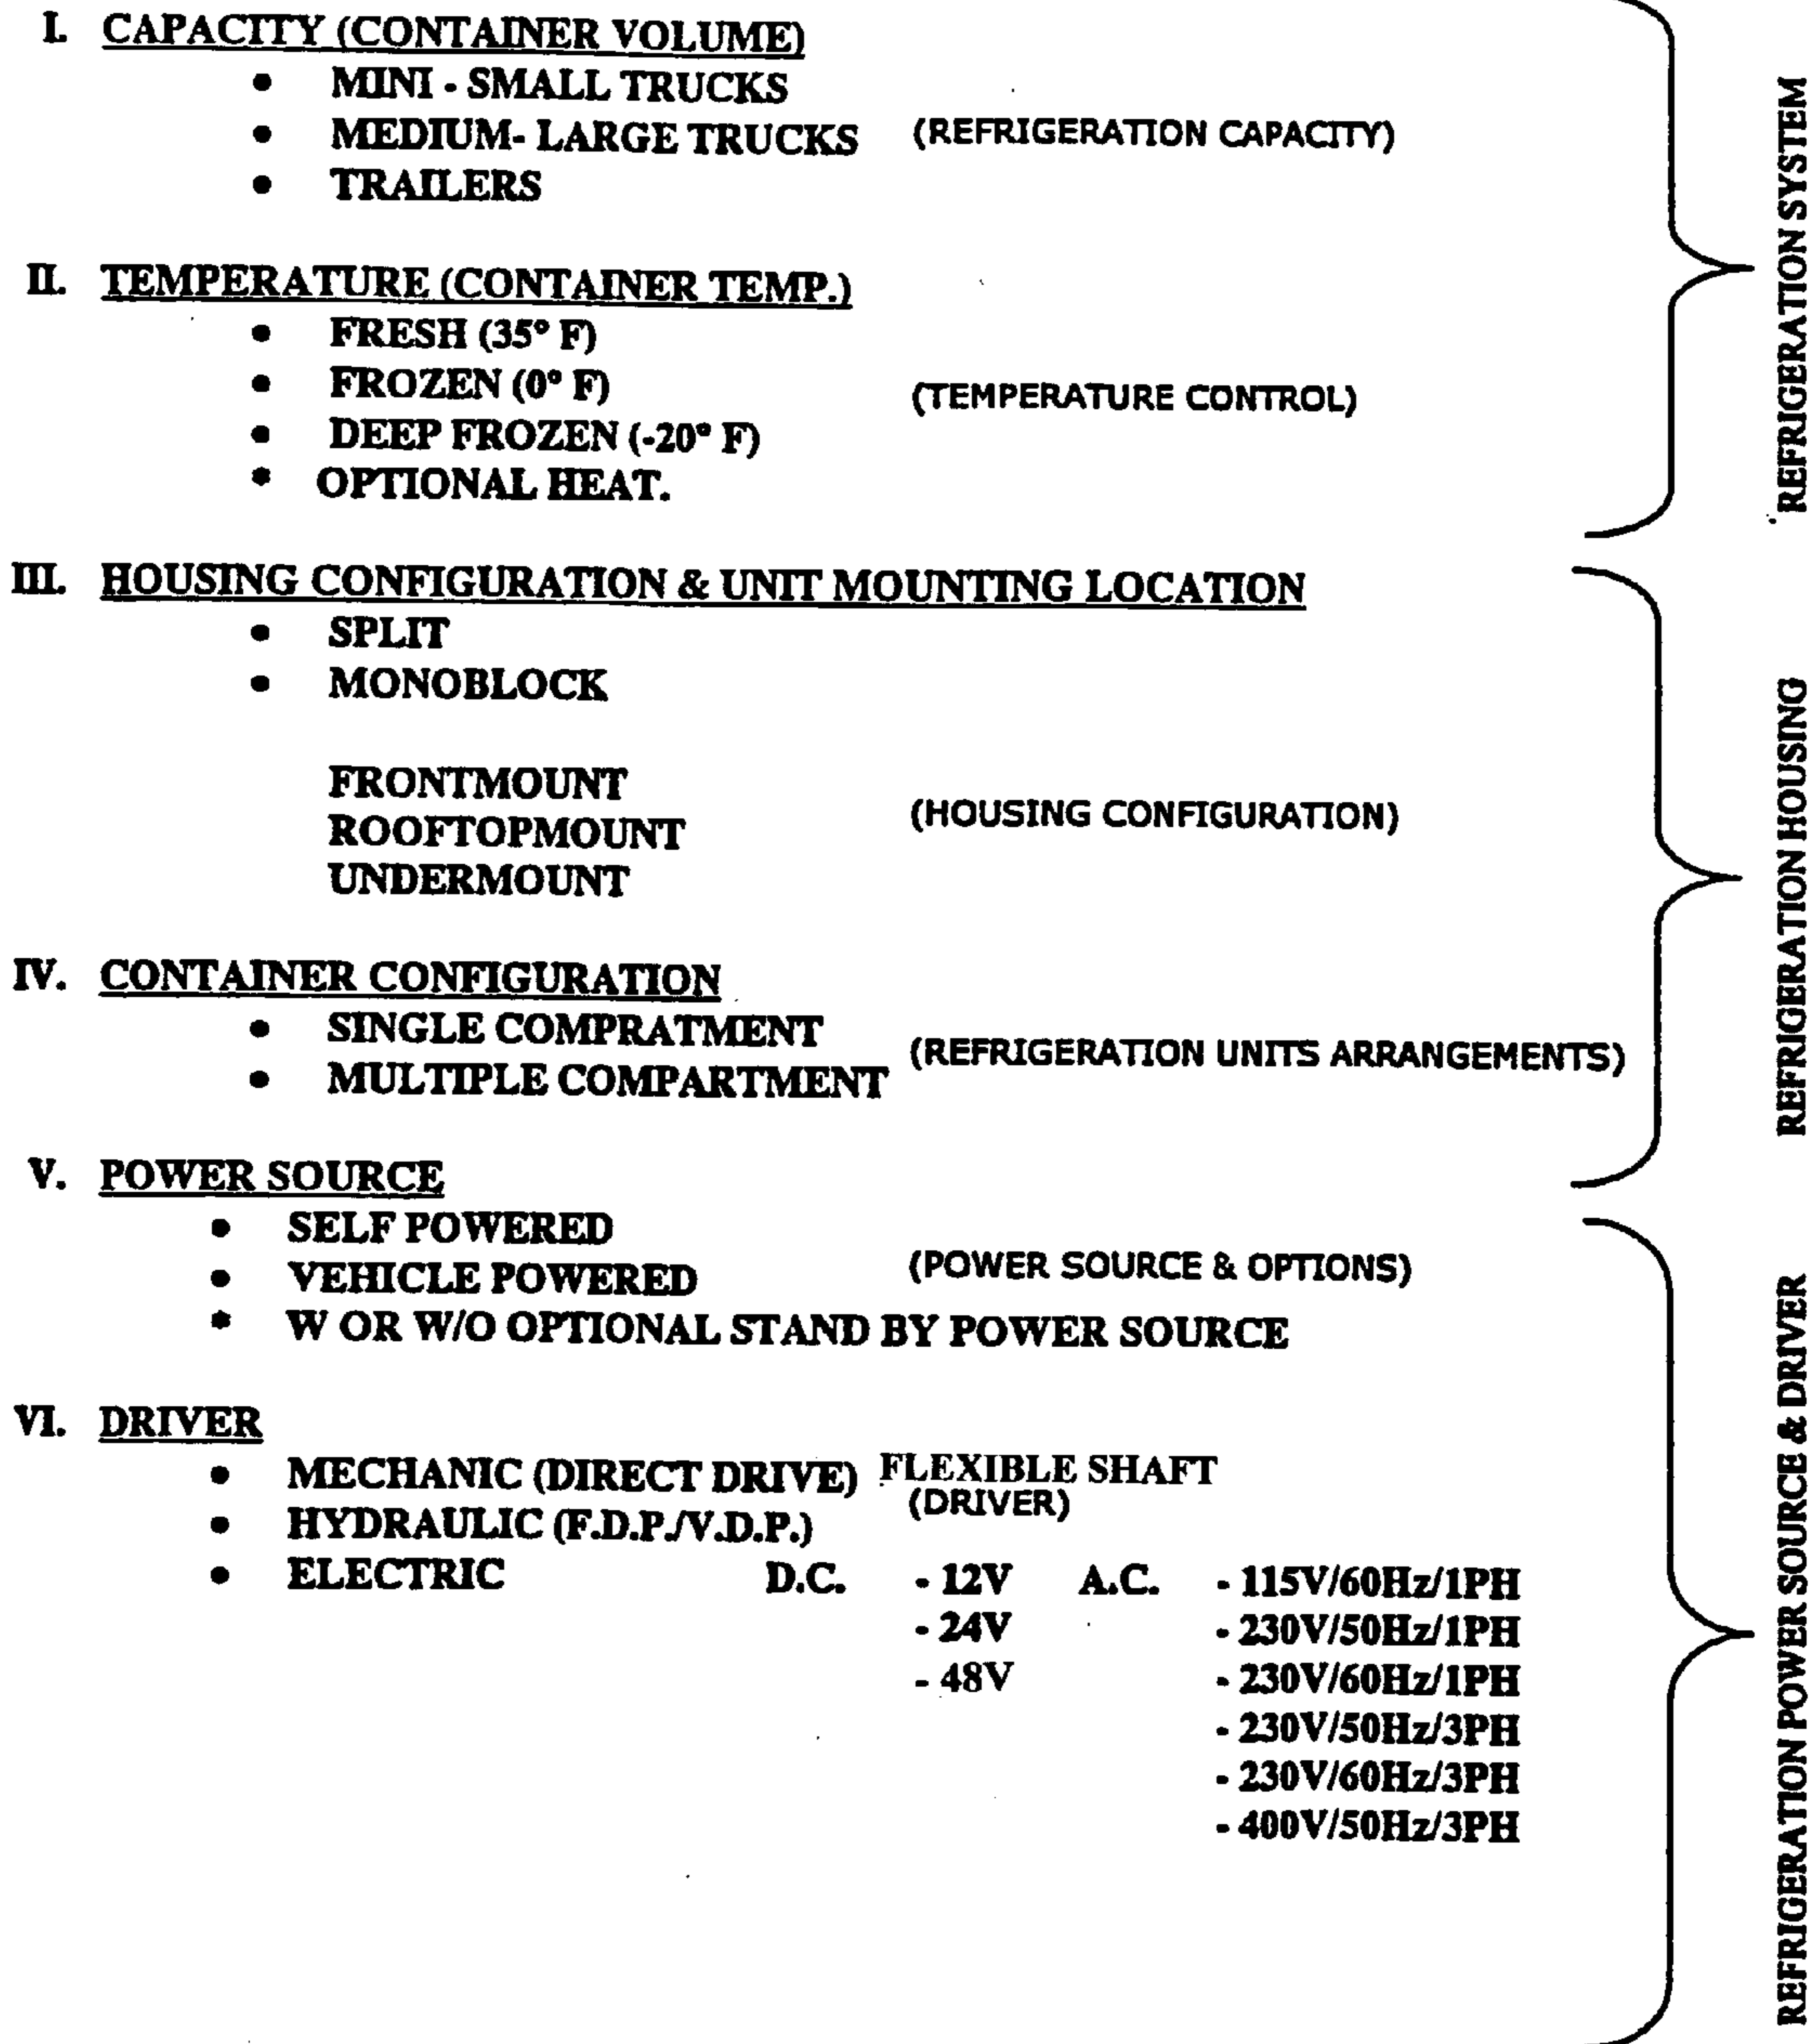 I. CAPACITY (CONTAINER VOLUME)
• MINI - SMALL TRUCKS
• MEDIUM- LARGE TRUCKS (REFRIGERATION CAPACITY)
• TRAILERS
II. TEMPERATURE (CONTAINER TEMP.)
• FRESH (35° F)
• FROZEN (0° F) (TEMPERATURE CONTROL)
• DEEP FROZEN (-20° F)
* OPTIONAL HEAT.
REFRIGERATION SYSTEM
III. HOUSING CONFIGURATION & UNIT MOUNTING LOCATION
• SPLIT
• MONOBLOCK
FRONTMOUNT
ROOFTOPMOUNT (HOUSING CONFIGURATION)
UNDERMOUNT
IV. CONTAINER CONFIGURATION
• SINGLE COMPRATMENT
(REFRIGERATION UNITS ARRANGEMENTS)
• MULTIPLE COMPARTMENT
REFRIGERATION HOUSING
V. POWER SOURCE
• SELF POWERED
• VEHICLE POWERED (POWER SOURCE & OPTIONS)
* W OR W/O OPTIONAL STAND BY POWER SOURCE
VI. DRIVER
• MECHANIC (DIRECT DRIVE) FLEXIBLE SHAFT
(DRIVER)
• HYDRAULIC (F.D.P./V.D.P.)
• ELECTRIC D.C. - 12V A.C. - 115V/60Hz/1PH
- 24V - 230V/50Hz/1PH
- 48V - 230V/60Hz/1PH
- 230V/50Hz/3PH
- 230V/60Hz/3PH
- 400V/50Hz/3PH
REFRIGERATION POWER SOURCE & DRIVER